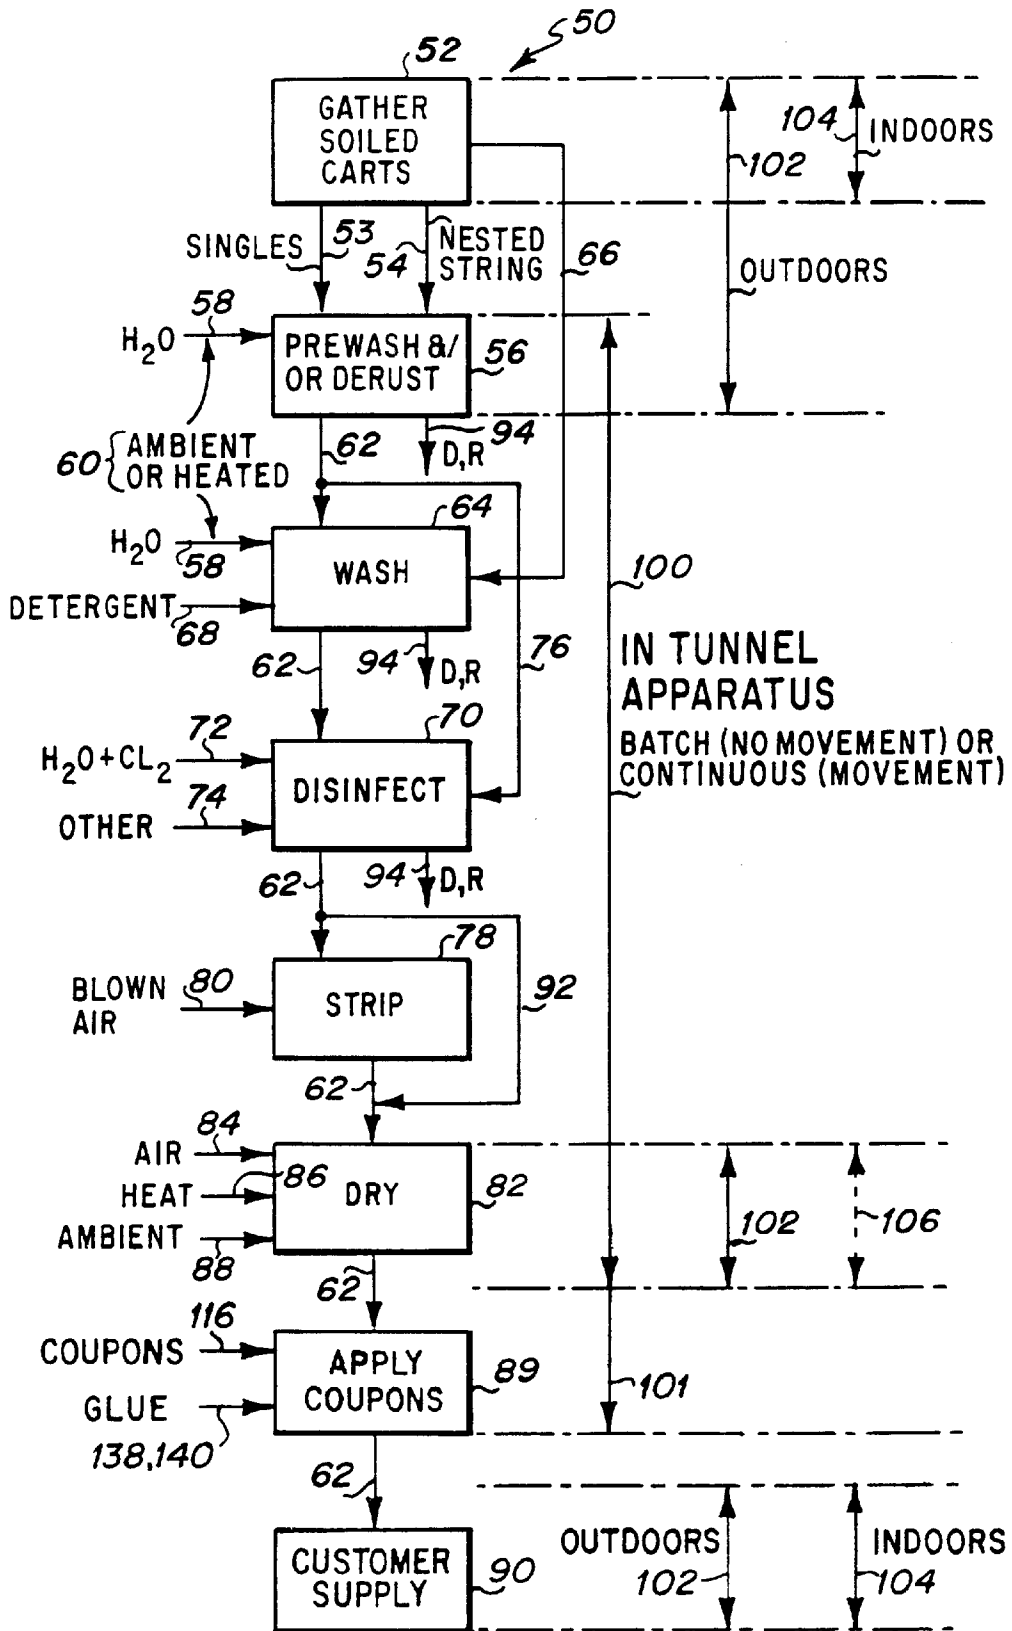 50
52
GATHER
SOILED
CARTS
104
INDOORS
102
SINGLES
53
54
NESTED
STRING
66
OUTDOORS
58
H2O
PREWASH &/
OR DERUST
56
62
94
D,R
60
AMBIENT
OR HEATED
64
H2O
58
WASH
100
DETERGENT
68
62
94
D,R
76
IN TUNNEL
APPARATUS
BATCH (NO MOVEMENT) OR
CONTINUOUS (MOVEMENT)
70
72
H2O+CL2
DISINFECT
74
OTHER
62
94
D,R
78
BLOWN
AIR
80
STRIP
92
62
84
AIR
HEAT
86
DRY
82
AMBIENT
88
102
106
62
116
COUPONS
APPLY
COUPONS
89
GLUE
138,140
101
62
OUTDOORS
102
INDOORS
104
CUSTOMER
SUPPLY
90